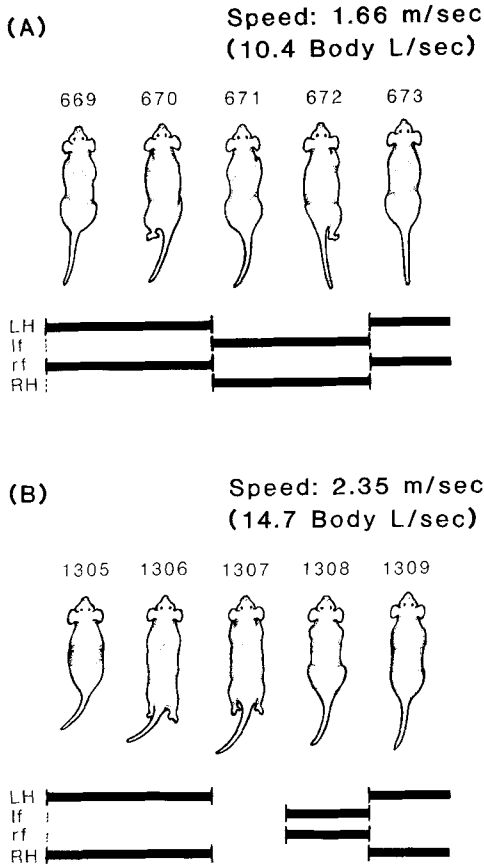 (A)
Speed: 1.66 m/sec
(10.4 Body L/sec)
669 670 671 672 673
LH
lf
rf
RH
(B)
Speed: 2.35 m/sec
(14.7 Body L/sec)
1305 1306 1307 1308 1309
LH
lf
rf
RH